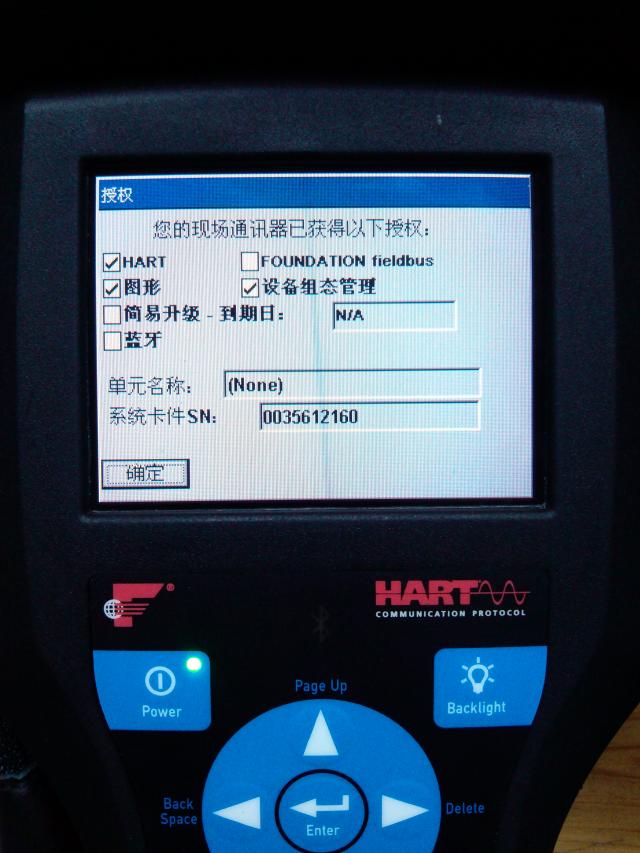 授权
您的现场通讯器已获得以下授权：
HART FOUNDATION fieldbus
图形 设备组态管理
简易升级 - 到期日： N/A
蓝牙
单元名称： (None)
系统卡件SN： 0035612160
确定
F®
HART
COMMUNICATION PROTOCOL
Power
Page Up
Backlight
Back Space
Enter
Delete